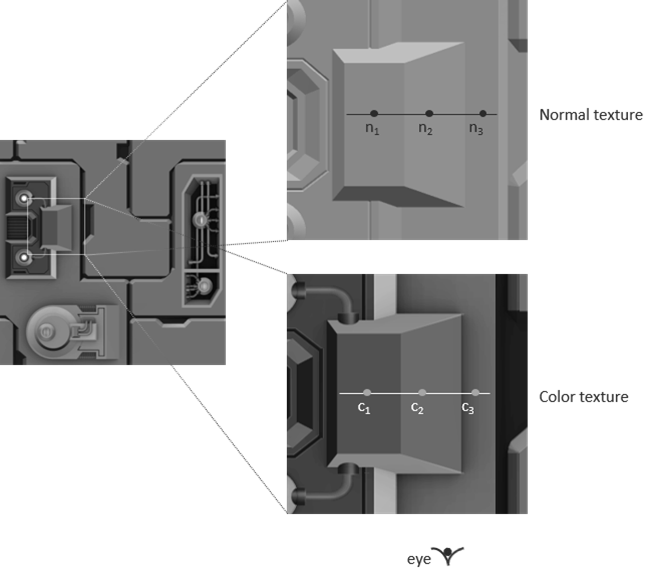 n1 n2 n3
Normal texture
c1 c2 c3
Color texture
eye